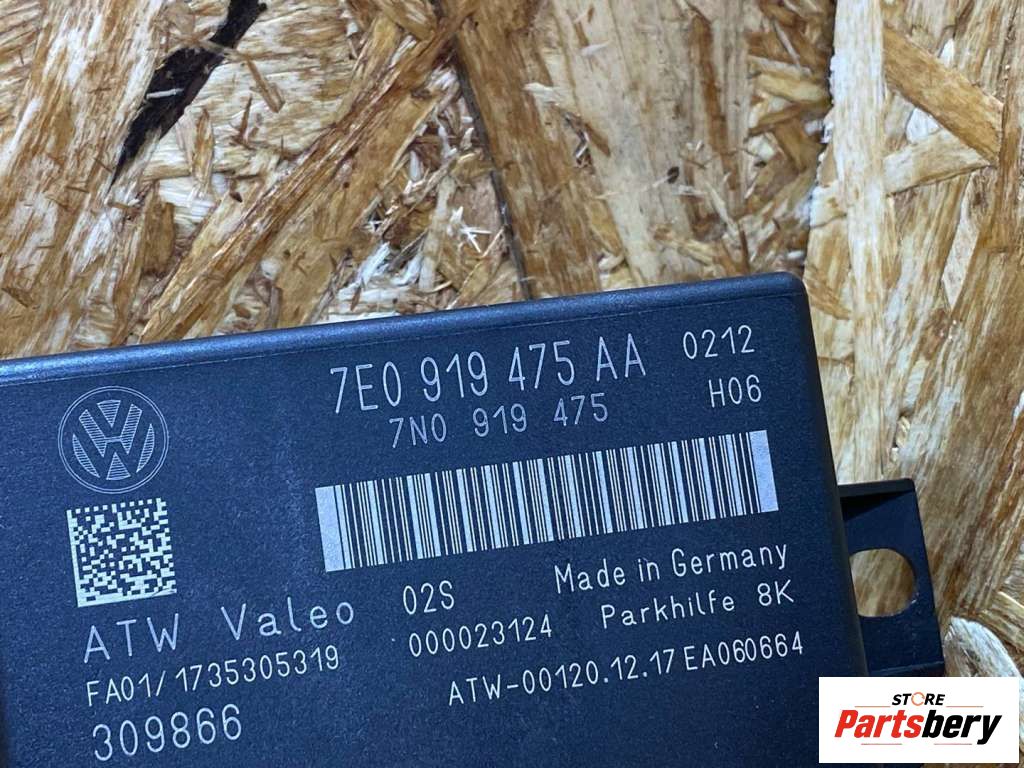 7E0 919 475 AA 0212
7N0 919 475 H06
ATW Valeo 02S Made in Germany
000023124 Parkhilfe 8K
FA01/1735305319
ATW-00120.12.17 EA060664
309866
STORE
Partsbery